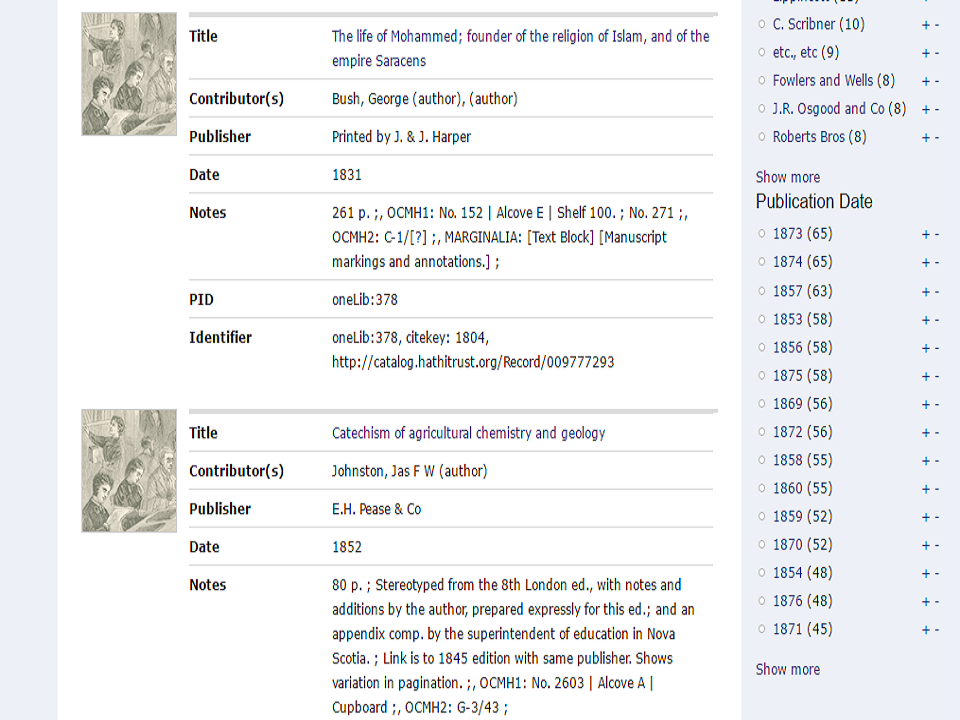 Title The life of Mohammed; founder of the religion of Islam, and of the
empire Saracens
Contributor(s) Bush, George (author), (author)
Publisher Printed by J. & J. Harper
Date 1831
Notes 261 p. ;, OCMH1: No. 152 | Alcove E | Shelf 100. ; No. 271 ;,
OCMH2: C-1/[?] ;, MARGINALIA: [Text Block] [Manuscript
markings and annotations.] ;
PID oneLib:378
Identifier oneLib:378, citekey: 1804,
http://catalog.hathitrust.org/Record/009777293
Title Catechism of agricultural chemistry and geology
Contributor(s) Johnston, Jas F W (author)
Publisher E.H. Pease & Co
Date 1852
Notes 80 p. ; Stereotyped from the 8th London ed., with notes and
additions by the author, prepared expressly for this ed.; and an
appendix comp. by the superintendent of education in Nova
Scotia. ; Link is to 1845 edition with same publisher. Shows
variation in pagination. ;, OCMH1: No. 2603 | Alcove A |
Cupboard ;, OCMH2: G-3/43 ;
C. Scribner (10) + -
etc., etc (9) + -
Fowlers and Wells (8) + -
J.R. Osgood and Co (8) + -
Roberts Bros (8) + -
Show more
Publication Date
1873 (65) + -
1874 (65) + -
1857 (63) + -
1853 (58) + -
1856 (58) + -
1875 (58) + -
1869 (56) + -
1872 (56) + -
1858 (55) + -
1860 (55) + -
1859 (52) + -
1870 (52) + -
1854 (48) + -
1876 (48) + -
1871 (45) + -
Show more